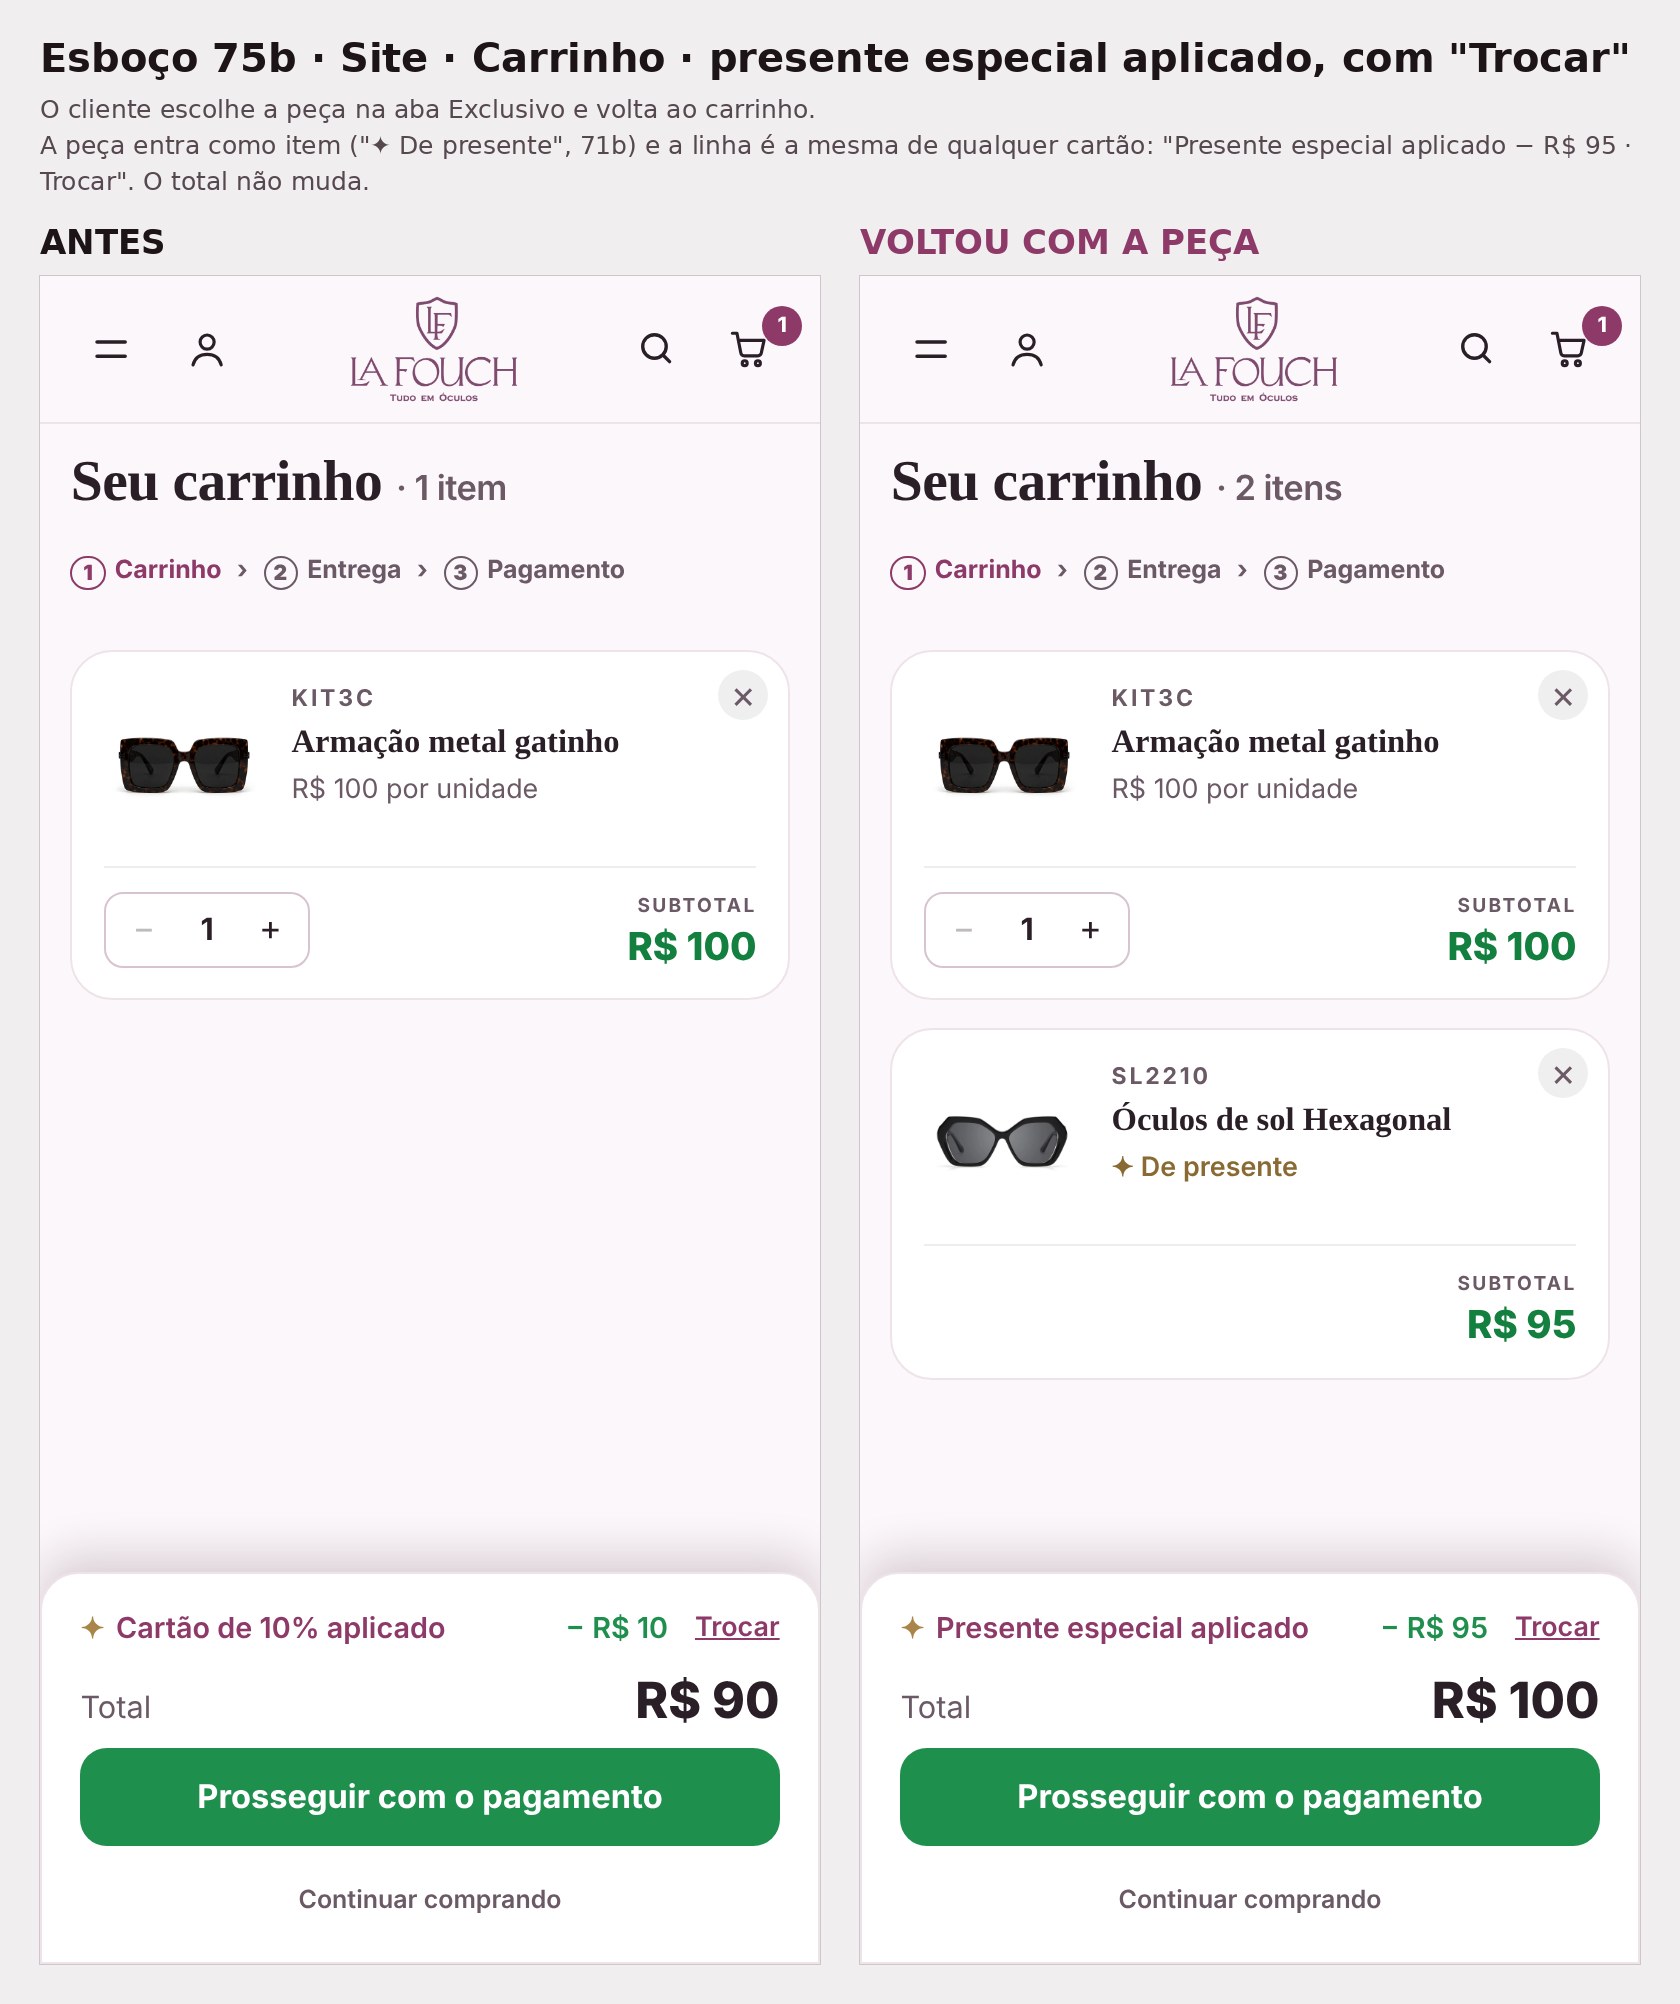 Esboço 75b · Site · Carrinho · presente especial aplicado, com "Trocar"
O cliente escolhe a peça na aba Exclusivo e volta ao carrinho.
A peça entra como item ("✦ De presente", 71b) e a linha é a mesma de qualquer cartão: "Presente especial aplicado − R$ 95 ·
Trocar". O total não muda.
ANTES
LF
LA FOUCH
Tudo em Óculos
1
Seu carrinho · 1 item
1 Carrinho › 2 Entrega › 3 Pagamento
KIT3C
×
Armação metal gatinho
R$ 100 por unidade
− 1 +
SUBTOTAL
R$ 100
✦ Cartão de 10% aplicado − R$ 10 Trocar
Total R$ 90
Prosseguir com o pagamento
Continuar comprando
VOLTOU COM A PEÇA
LF
LA FOUCH
Tudo em Óculos
1
Seu carrinho · 2 itens
1 Carrinho › 2 Entrega › 3 Pagamento
KIT3C
×
Armação metal gatinho
R$ 100 por unidade
− 1 +
SUBTOTAL
R$ 100
SL2210
×
Óculos de sol Hexagonal
✦ De presente
SUBTOTAL
R$ 95
✦ Presente especial aplicado − R$ 95 Trocar
Total R$ 100
Prosseguir com o pagamento
Continuar comprando